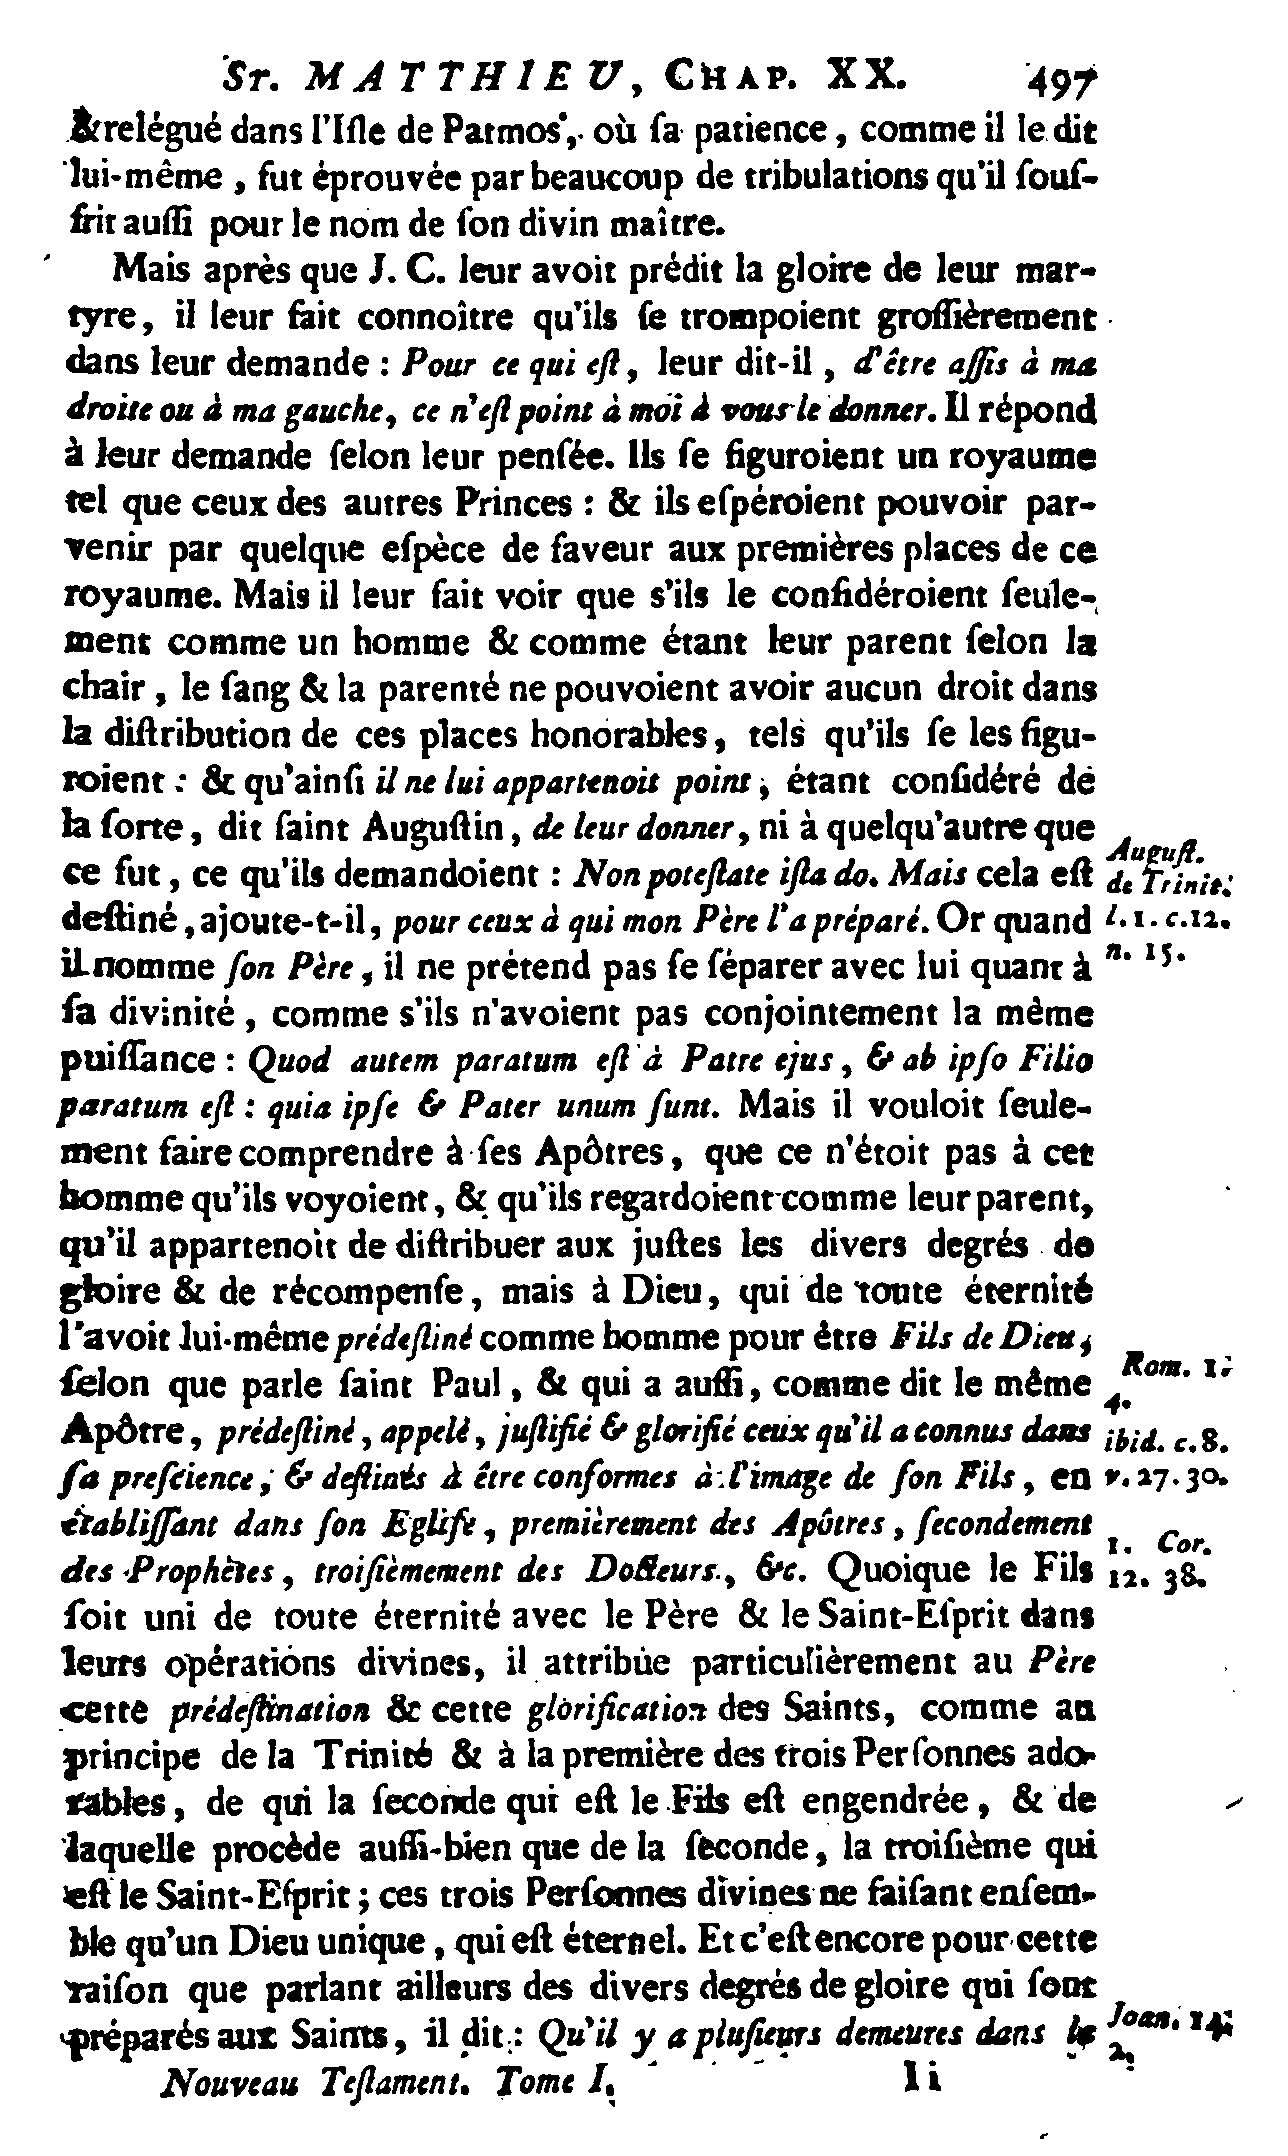 St. MATTHIEU, Chap. XX. 497
& relégué dans l'Iſle de Patmos, où ſa patience, comme il le dit
lui-même, fut éprouvée par beaucoup de tribulations qu'il ſouf-
frit auſſi pour le nom de ſon divin maître.
Mais après que J. C. leur avoit prédit la gloire de leur mar-
tyre, il leur fait connoître qu'ils ſe trompoient groſſièrement
dans leur demande : Pour ce qui eſt, leur dit-il, d'être aſſis à ma
droite ou à ma gauche, ce n'eſt point à moi à vous le donner. Il répond
à leur demande ſelon leur penſée. Ils ſe figuroient un royaume
tel que ceux des autres Princes : & ils eſpéroient pouvoir par-
venir par quelque eſpèce de faveur aux premières places de ce
royaume. Mais il leur fait voir que s'ils le conſidéroient ſeule-
ment comme un homme & comme étant leur parent ſelon la
chair, le ſang & la parenté ne pouvoient avoir aucun droit dans
la diſtribution de ces places honorables, tels qu'ils ſe les figu-
roient : & qu'ainſi il ne lui appartenoit point, étant conſidéré de
la ſorte, dit ſaint Auguſtin, de leur donner, ni à quelqu'autre que
ce fut, ce qu'ils demandoient : Non poteſtate iſta do. Mais cela eſt
deſtiné, ajoute-t-il, pour ceux à qui mon Père l'a préparé. Or quand
il nomme ſon Père, il ne prétend pas ſe ſéparer avec lui quant à
ſa divinité, comme s'ils n'avoient pas conjointement la même
puiſſance : Quod autem paratum eſt à Patre ejus, & ab ipſo Filio
paratum eſt : quia ipſe & Pater unum ſunt. Mais il vouloit ſeule-
ment faire comprendre à ſes Apôtres, que ce n'étoit pas à cet
homme qu'ils voyoient, & qu'ils regardoient comme leur parent,
qu'il appartenoit de diſtribuer aux juſtes les divers degrés de
gloire & de récompenſe, mais à Dieu, qui de toute éternité
l'avoit lui-même prédeſtiné comme homme pour être Fils de Dieu,
ſelon que parle ſaint Paul, & qui a auſſi, comme dit le même
Apôtre, prédeſtiné, appelé, juſtifié & glorifié ceux qu'il a connus dans
ſa preſcience, & deſtinés à être conformes à l'image de ſon Fils, en
établiſſant dans ſon Egliſe, premièrement des Apôtres, ſecondement
des Prophètes, troiſièmement des Docteurs, &c. Quoique le Fils
ſoit uni de toute éternité avec le Père & le Saint-Eſprit dans
leurs opérations divines, il attribue particulièrement au Père
cette prédeſtination & cette glorification des Saints, comme au
principe de la Trinité & à la première des trois Perſonnes ado-
rables, de qui la ſeconde qui eſt le Fils eſt engendrée, & de
laquelle procède auſſi-bien que de la ſeconde, la troiſième qui
eſt le Saint-Eſprit ; ces trois Perſonnes divines ne faiſant enſem-
ble qu'un Dieu unique, qui eſt éternel. Et c'eſt encore pour cette
raiſon que parlant ailleurs des divers degrés de gloire qui ſont
préparés aux Saints, il dit : Qu'il y a pluſieurs demeures dans la
Nouveau Teſtament. Tome I. Ii
Auguſt.
de Trinit.
l. 1. c. 12.
n. 15.
Rom. 1.
4.
ibid. c. 8.
v. 27. 30.
1. Cor.
12. 38.
Joan. 14.
2.